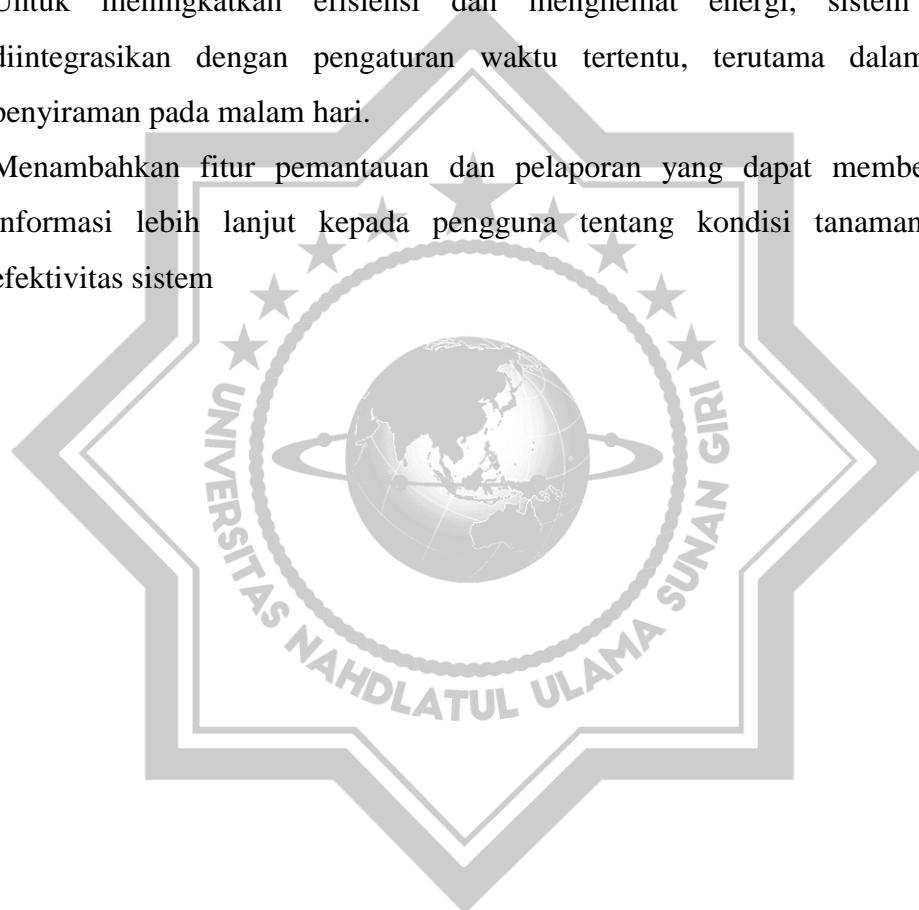 Untuk meningkatkan efisiensi dan menghemat energi, sistem
diintegrasikan dengan pengaturan waktu tertentu, terutama dalam
penyiraman pada malam hari.
Menambahkan fitur pemantauan dan pelaporan yang dapat membe
informasi lebih lanjut kepada pengguna tentang kondisi tanaman
efektivitas sistem
UNIVERSITAS NAHDLATUL ULAMA SUNAN GIRI